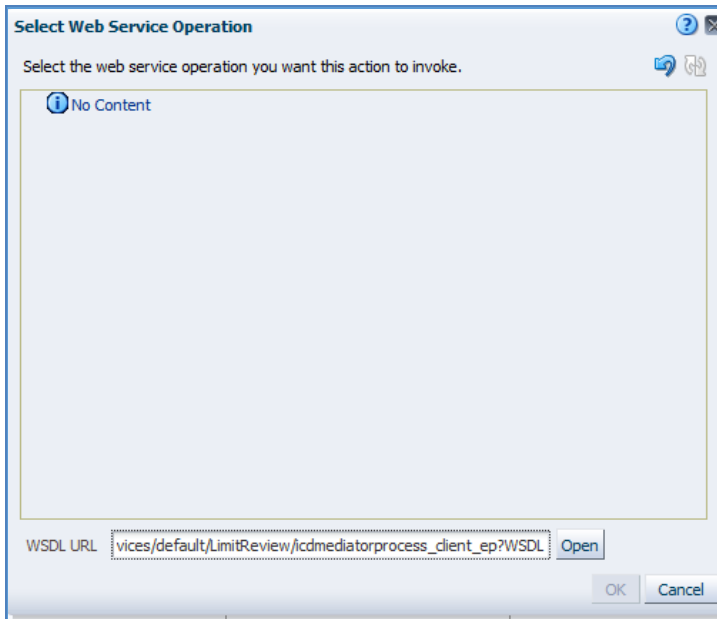 Select Web Service Operation
Select the web service operation you want this action to invoke.
No Content
WSDL URL vices/default/LimitReview/icdmediatorprocess_client_ep?WSDL Open
OK Cancel